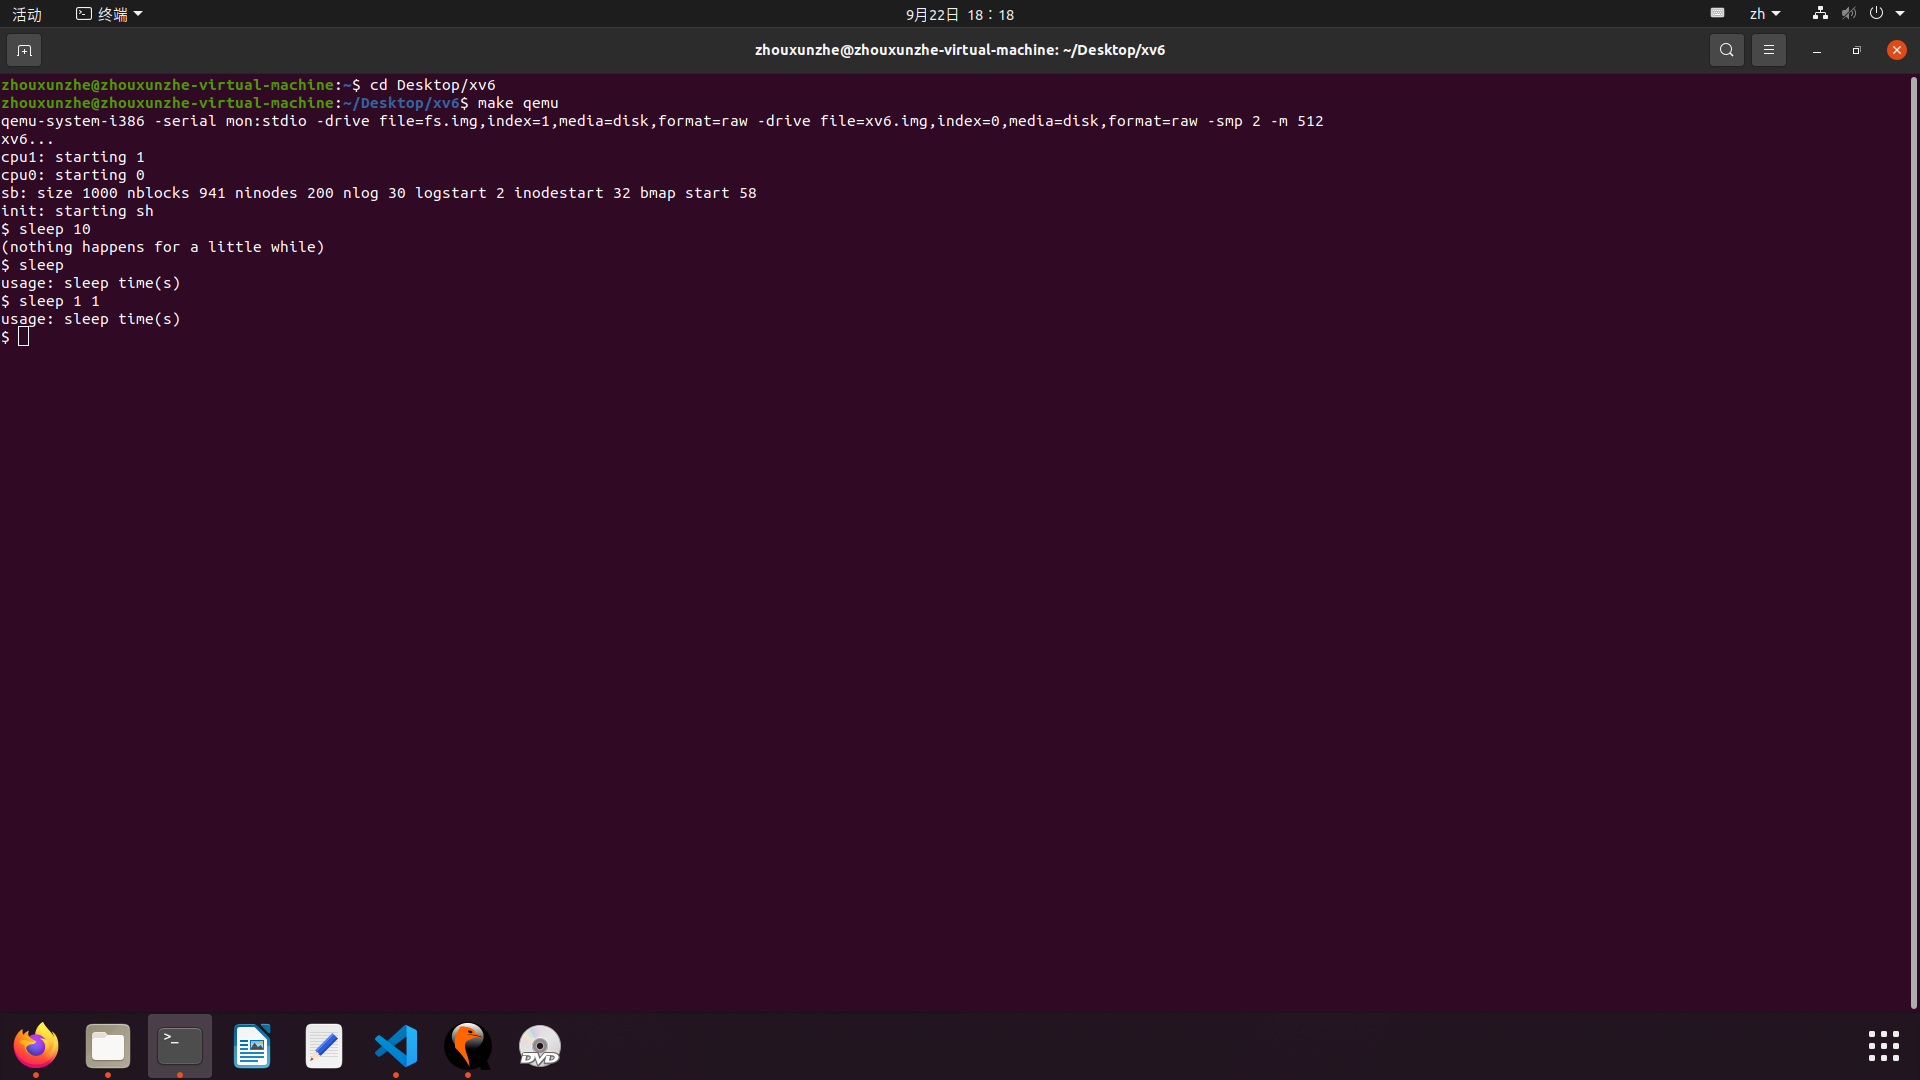 活动 终端 9月22日 18：18 zh
zhouxunzhe@zhouxunzhe-virtual-machine: ~/Desktop/xv6
zhouxunzhe@zhouxunzhe-virtual-machine:~$ cd Desktop/xv6
zhouxunzhe@zhouxunzhe-virtual-machine:~/Desktop/xv6$ make qemu
qemu-system-i386 -serial mon:stdio -drive file=fs.img,index=1,media=disk,format=raw -drive file=xv6.img,index=0,media=disk,format=raw -smp 2 -m 512
xv6...
cpu1: starting 1
cpu0: starting 0
sb: size 1000 nblocks 941 ninodes 200 nlog 30 logstart 2 inodestart 32 bmap start 58
init: starting sh
$ sleep 10
(nothing happens for a little while)
$ sleep
usage: sleep time(s)
$ sleep 1 1
usage: sleep time(s)
$
>_
DVD